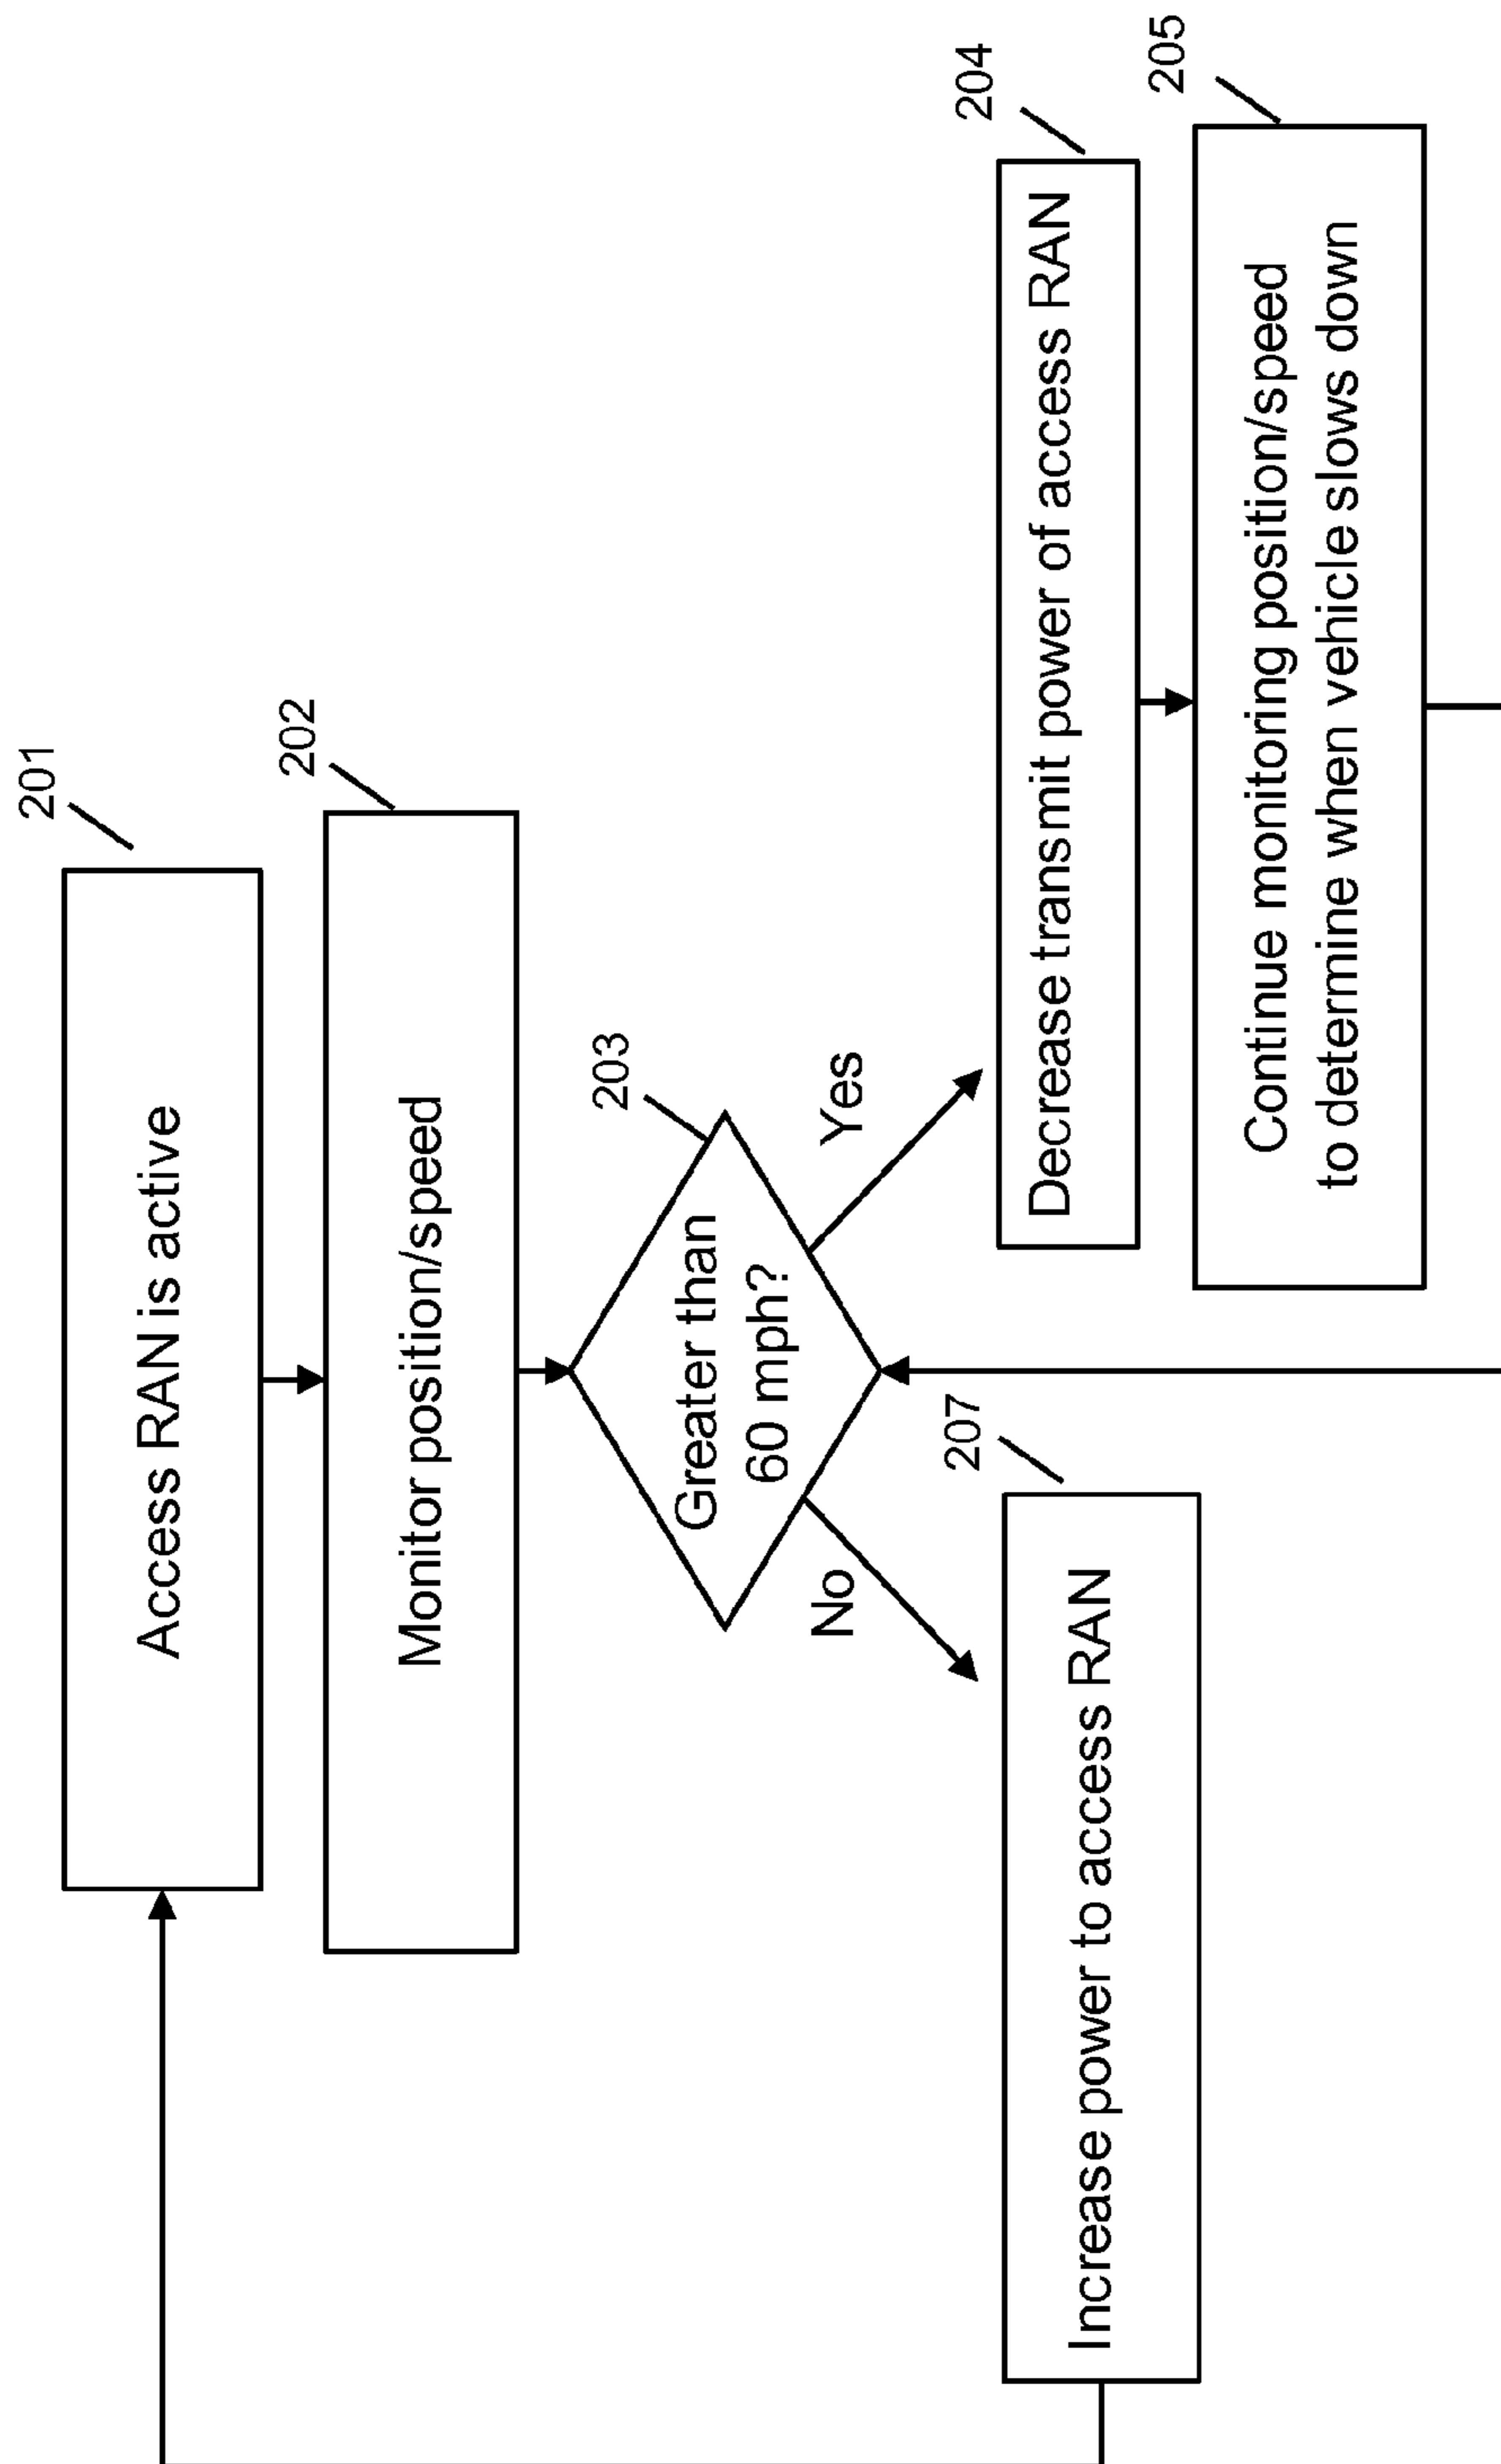 201
Access RAN is active
202
Monitor position/speed
203
Greater than
60 mph?
Yes
No
204
Decrease transmit power of access RAN
205
Continue monitoring position/speed
to determine when vehicle slows down
207
Increase power to access RAN